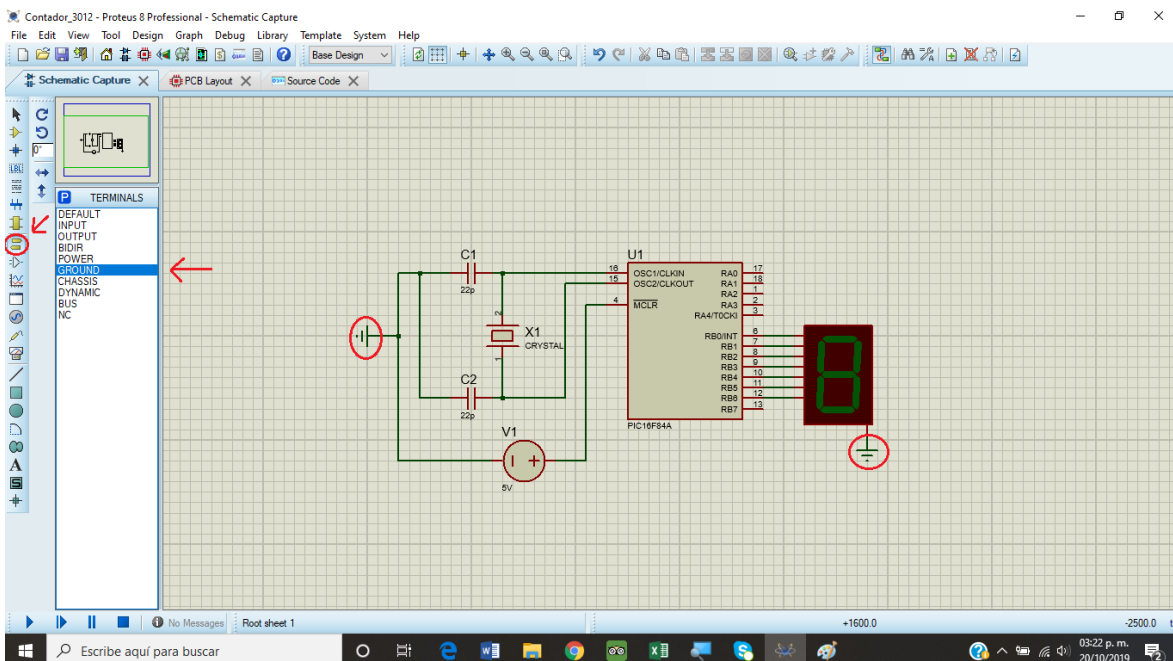 Contador_3012 - Proteus 8 Professional - Schematic Capture
File Edit View Tool Design Graph Debug Library Template System Help
Base Design
Schematic Capture
PCB Layout
Source Code
0°
LBL
P TERMINALS
DEFAULT
INPUT
OUTPUT
BIDIR
POWER
GROUND
CHASSIS
DYNAMIC
BUS
NC
A
S
C1
22p
2
X1
CRYSTAL
1
C2
22p
V1
5V
U1
16 OSC1/CLKIN RA0 17
15 OSC2/CLKOUT RA1 18
RA2 1
4 MCLR RA3 2
RA4/T0CKI 3
RB0/INT 6
RB1 7
RB2 8
RB3 9
RB4 10
RB5 11
RB6 12
RB7 13
PIC16F84A
No Messages Root sheet 1 +1600.0 -2500.0 t
Escribe aquí para buscar
03:22 p. m.
20/10/2019
2